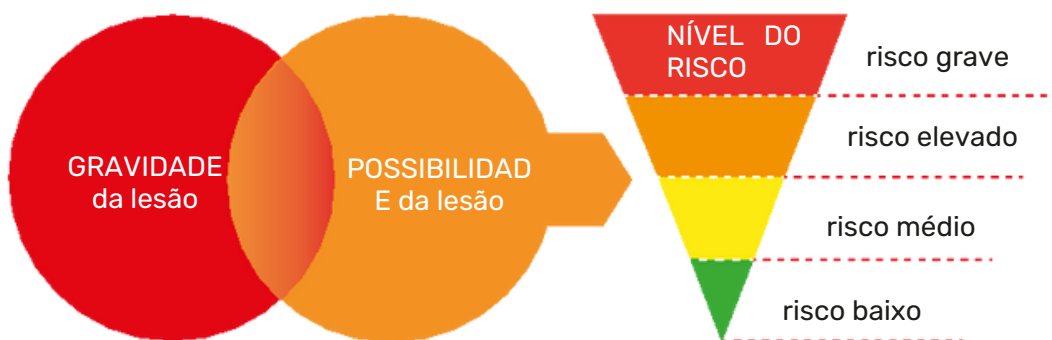 GRAVIDADE
da lesão
POSSIBILIDAD
E da lesão
NÍVEL DO
RISCO
risco grave
risco elevado
risco médio
risco baixo